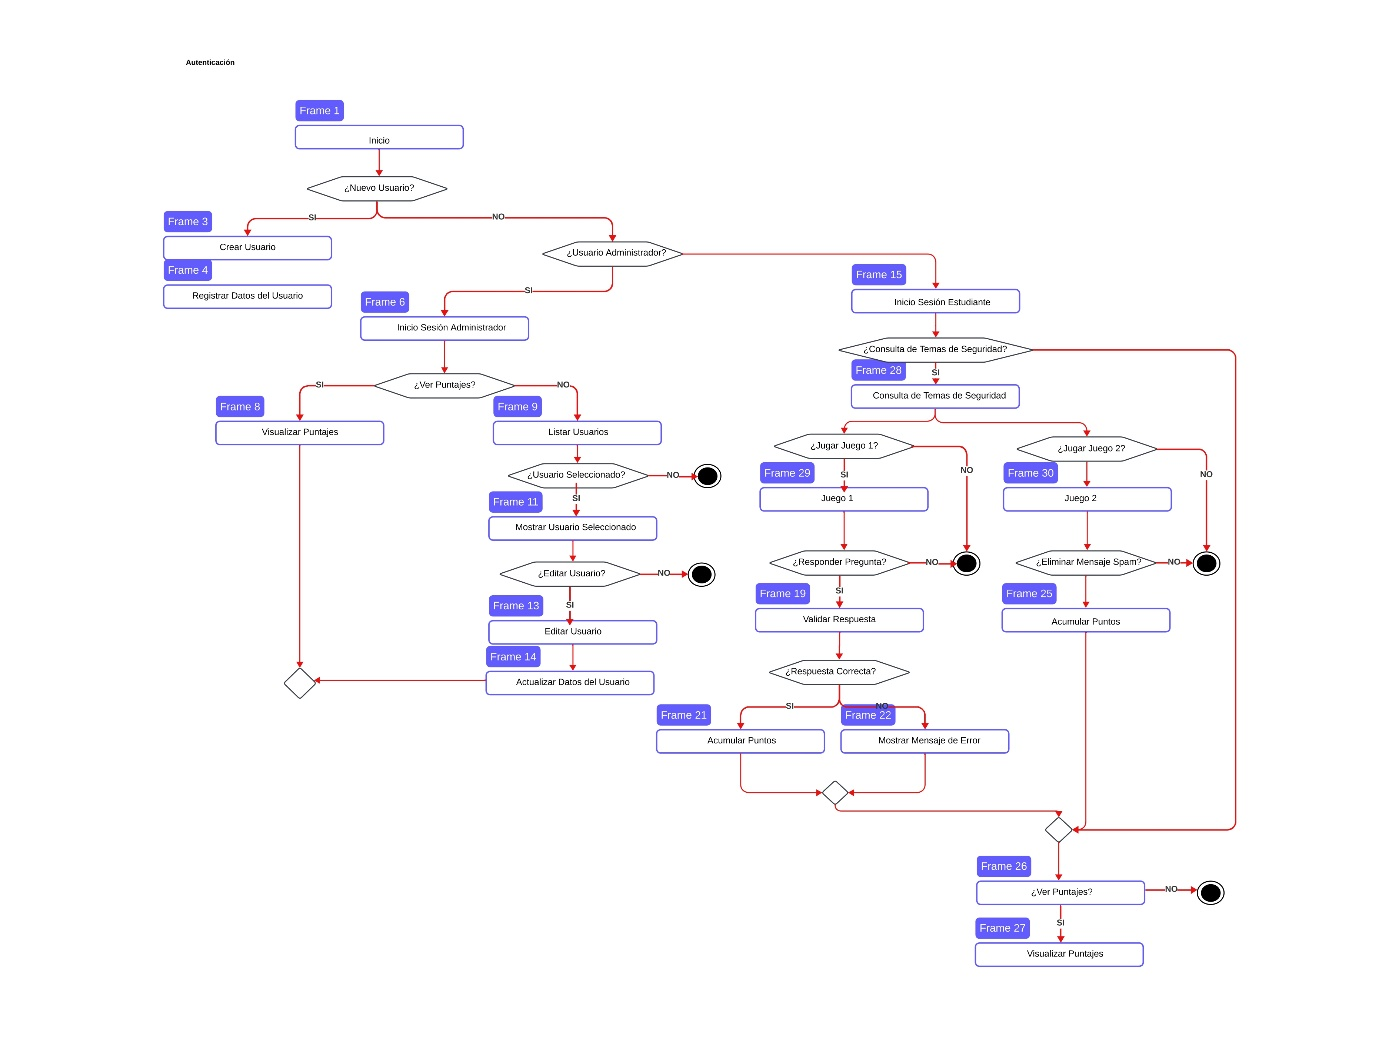 Autenticación
Frame 1
Inicio
¿Nuevo Usuario?
SI
NO
Frame 3
Crear Usuario
Frame 4
Registrar Datos del Usuario
¿Usuario Administrador?
SI
Frame 6
Inicio Sesión Administrador
¿Ver Puntajes?
SI
NO
Frame 8
Visualizar Puntajes
Frame 9
Listar Usuarios
¿Usuario Seleccionado?
NO
SI
Frame 11
Mostrar Usuario Seleccionado
¿Editar Usuario?
NO
SI
Frame 13
Editar Usuario
Frame 14
Actualizar Datos del Usuario
Frame 15
Inicio Sesión Estudiante
¿Consulta de Temas de Seguridad?
SI
Frame 28
Consulta de Temas de Seguridad
¿Jugar Juego 1?
NO
SI
Frame 29
Juego 1
¿Responder Pregunta?
NO
SI
Frame 19
Validar Respuesta
¿Respuesta Correcta?
SI
NO
Frame 21
Acumular Puntos
Frame 22
Mostrar Mensaje de Error
¿Jugar Juego 2?
NO
Frame 30
Juego 2
¿Eliminar Mensaje Spam?
NO
Frame 25
Acumular Puntos
Frame 26
¿Ver Puntajes?
NO
SI
Frame 27
Visualizar Puntajes